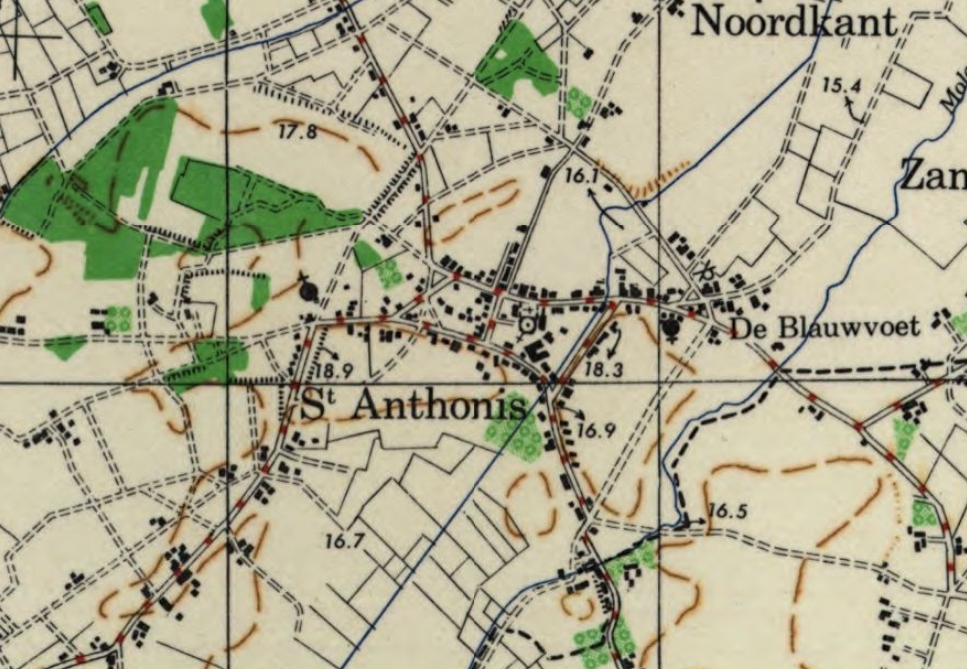 Noordkant
15.4
17.8
16.1
Zan
De Blauwvoet
18.9
18.3
St Anthonis
16.9
16.5
16.7